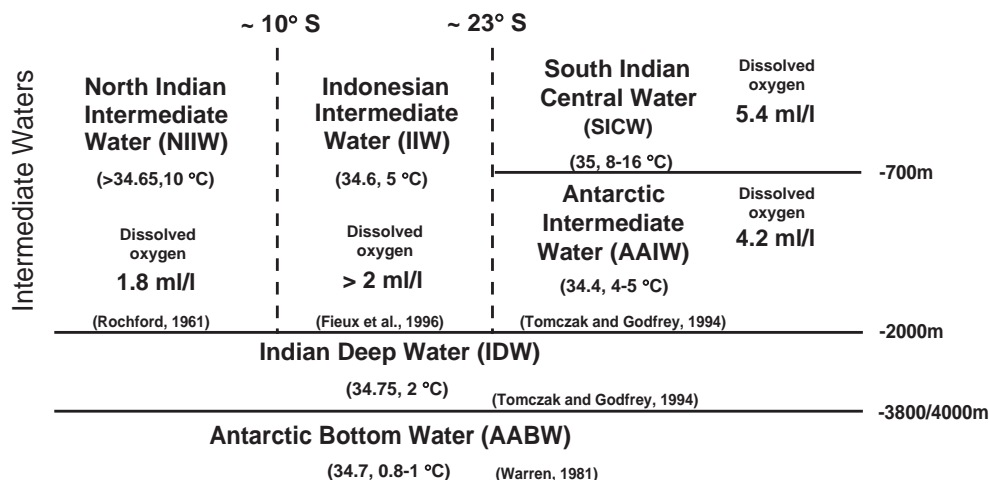 ~ 10° S
~ 23° S
Intermediate Waters
North Indian
Intermediate
Water (NIIW)
(>34.65,10 °C)
Dissolved
oxygen
1.8 ml/l
(Rochford, 1961)
Indonesian
Intermediate
Water (IIW)
(34.6, 5 °C)
Dissolved
oxygen
> 2 ml/l
(Fieux et al., 1996)
South Indian
Central Water
(SICW)
(35, 8-16 °C)
Dissolved
oxygen
5.4 ml/l
-700m
Antarctic
Intermediate
Water (AAIW)
(34.4, 4-5 °C)
Dissolved
oxygen
4.2 ml/l
(Tomczak and Godfrey, 1994)
-2000m
Indian Deep Water (IDW)
(34.75, 2 °C)
(Tomczak and Godfrey, 1994)
-3800/4000m
Antarctic Bottom Water (AABW)
(34.7, 0.8-1 °C)
(Warren, 1981)